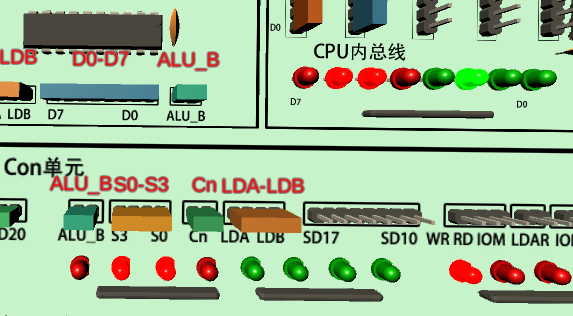 D0
CPU内总线
LDB D0-D7 ALU_B
LDB D7 D0 ALU_B
D7 D0
Con单元
ALU_B S0-S3 Cn LDA-LDB
D20 ALU_B S3 S0 Cn LDA LDB SD17 SD10 WR RD IOM LDAR